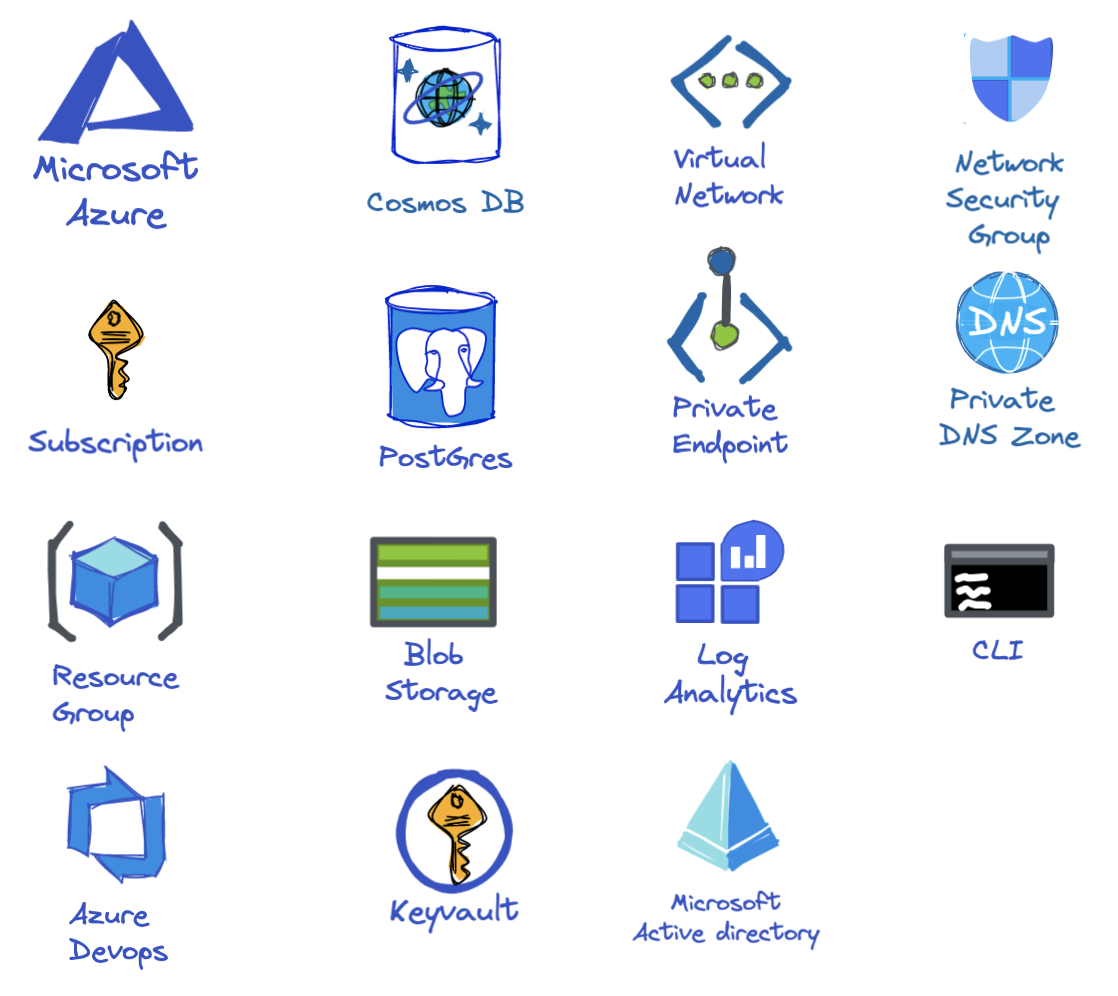 Microsoft
Azure
Cosmos DB
Virtual
Network
Network
Security
Group
Subscription
PostGres
Private
Endpoint
DNS
Private
DNS Zone
Resource
Group
Blob
Storage
Log
Analytics
CLI
Azure
Devops
Keyvault
Microsoft
Active directory